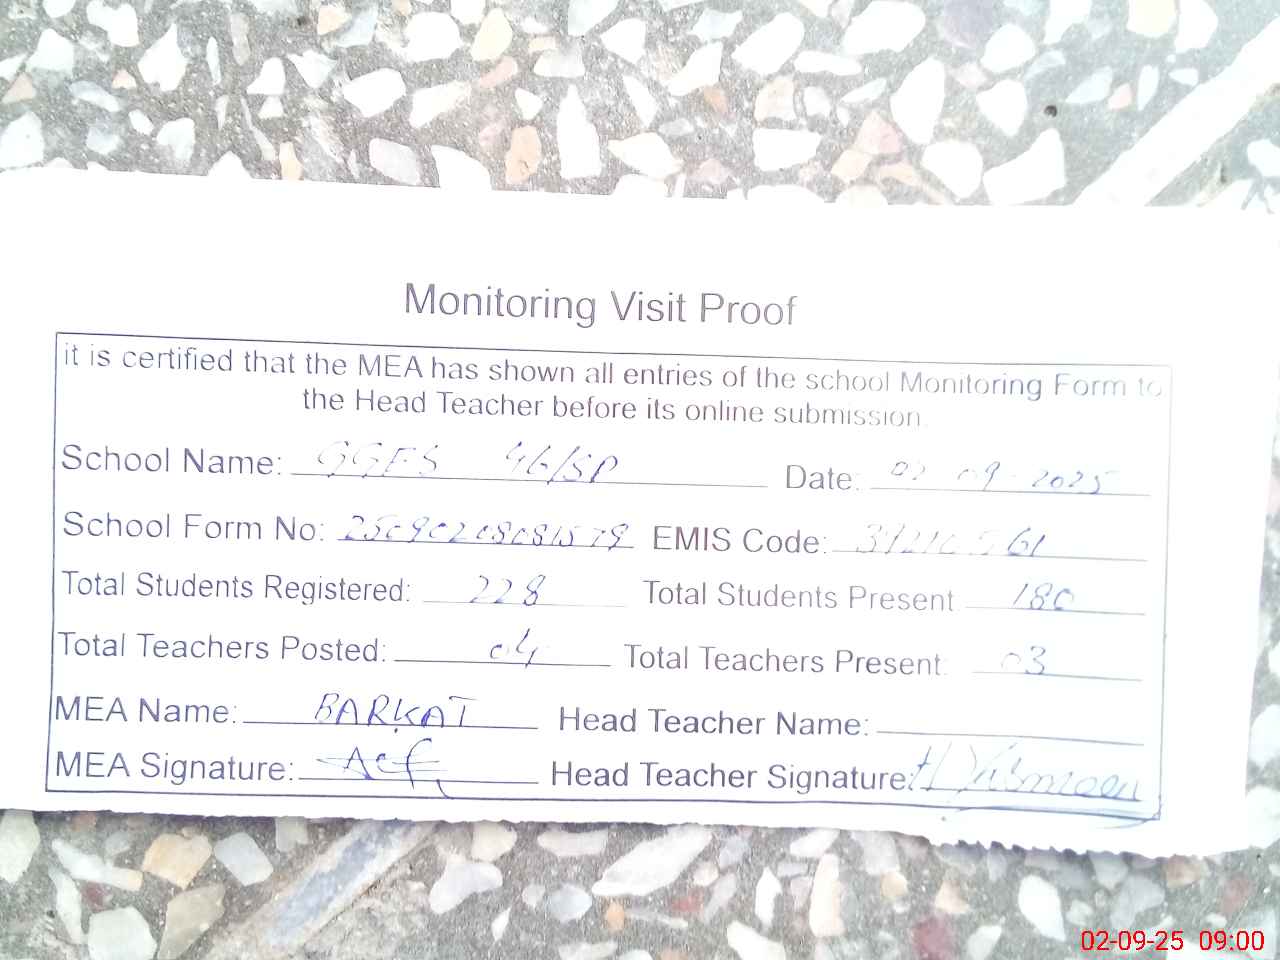 Monitoring Visit Proof
it is certified that the MEA has shown all entries of the school Monitoring Form to
the Head Teacher before its online submission.
School Name: GGES 46/SP Date: 02-09-2025
School Form No: EMIS Code:
Total Students Registered: 228 Total Students Present 180
Total Teachers Posted: 04 Total Teachers Present: 03
MEA Name: BARKAT Head Teacher Name:
MEA Signature: Head Teacher Signature:
02-09-25 09:00